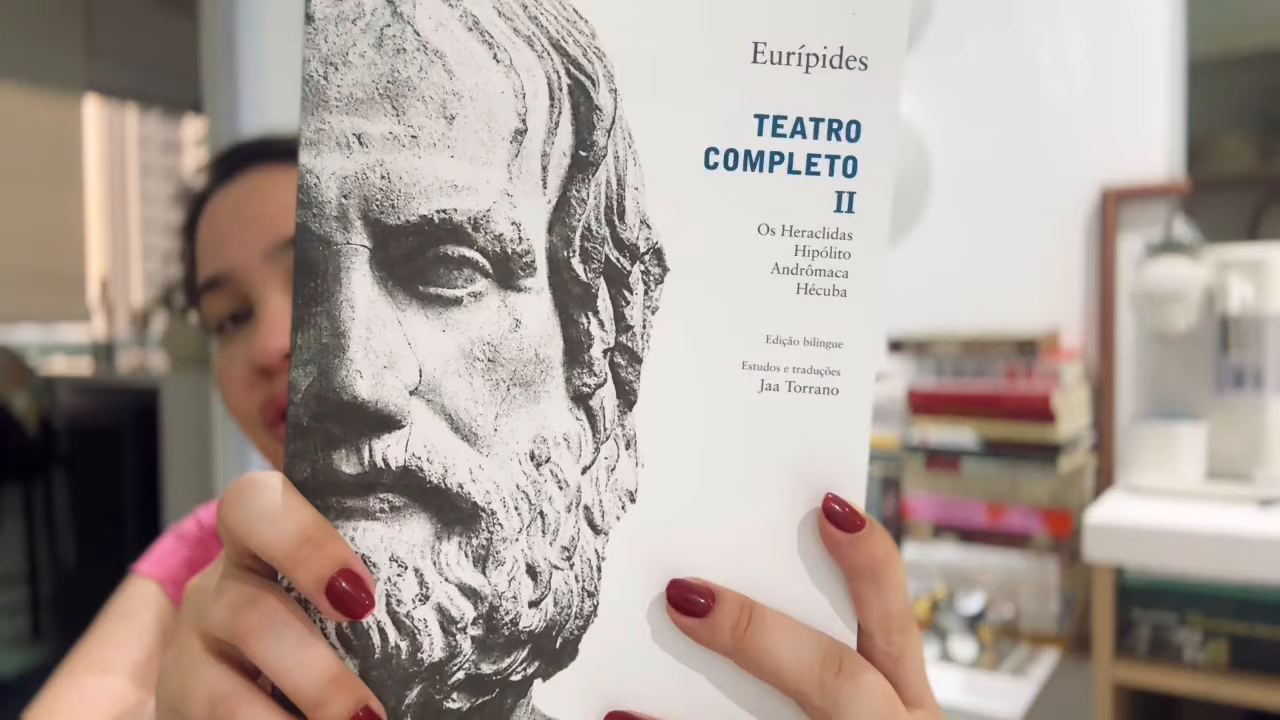 Eurípides
TEATRO
COMPLETO
II
Os Heraclidas
Hipólito
Andrômaca
Hécuba
Edição bilíngue
Estudos e traduções
Jaa Torrano